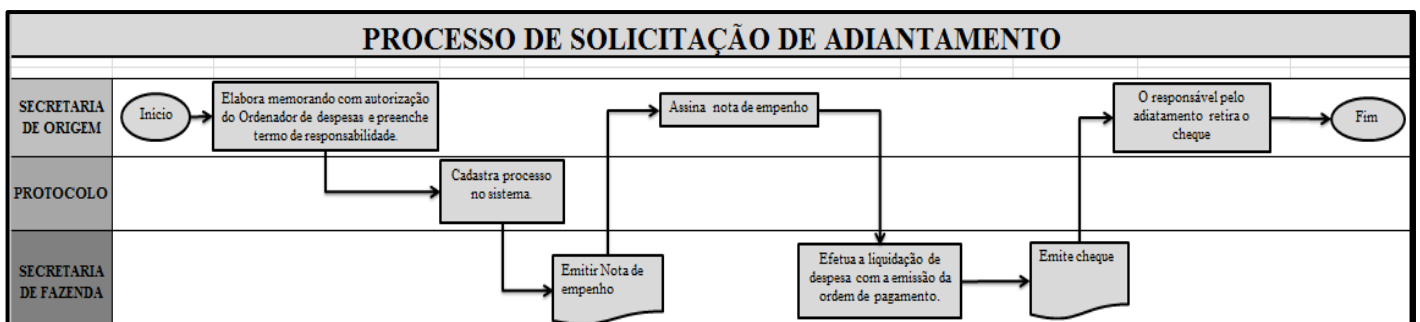 PROCESSO DE SOLICITAÇÃO DE ADIANTAMENTO
SECRETARIA
DE ORIGEM
Início
Elabora memorando com autorização
do Ordenador de despesas e preenche
termo de responsabilidade.
Assina nota de empenho
O responsável pelo
adiatamento retira o
cheque
Fim
PROTOCOLO
Cadastra processo
no sistema.
SECRETARIA
DE FAZENDA
Emitir Nota de
empenho
Efetua a liquidação de
despesa com a emissão da
ordem de pagamento.
Emite cheque